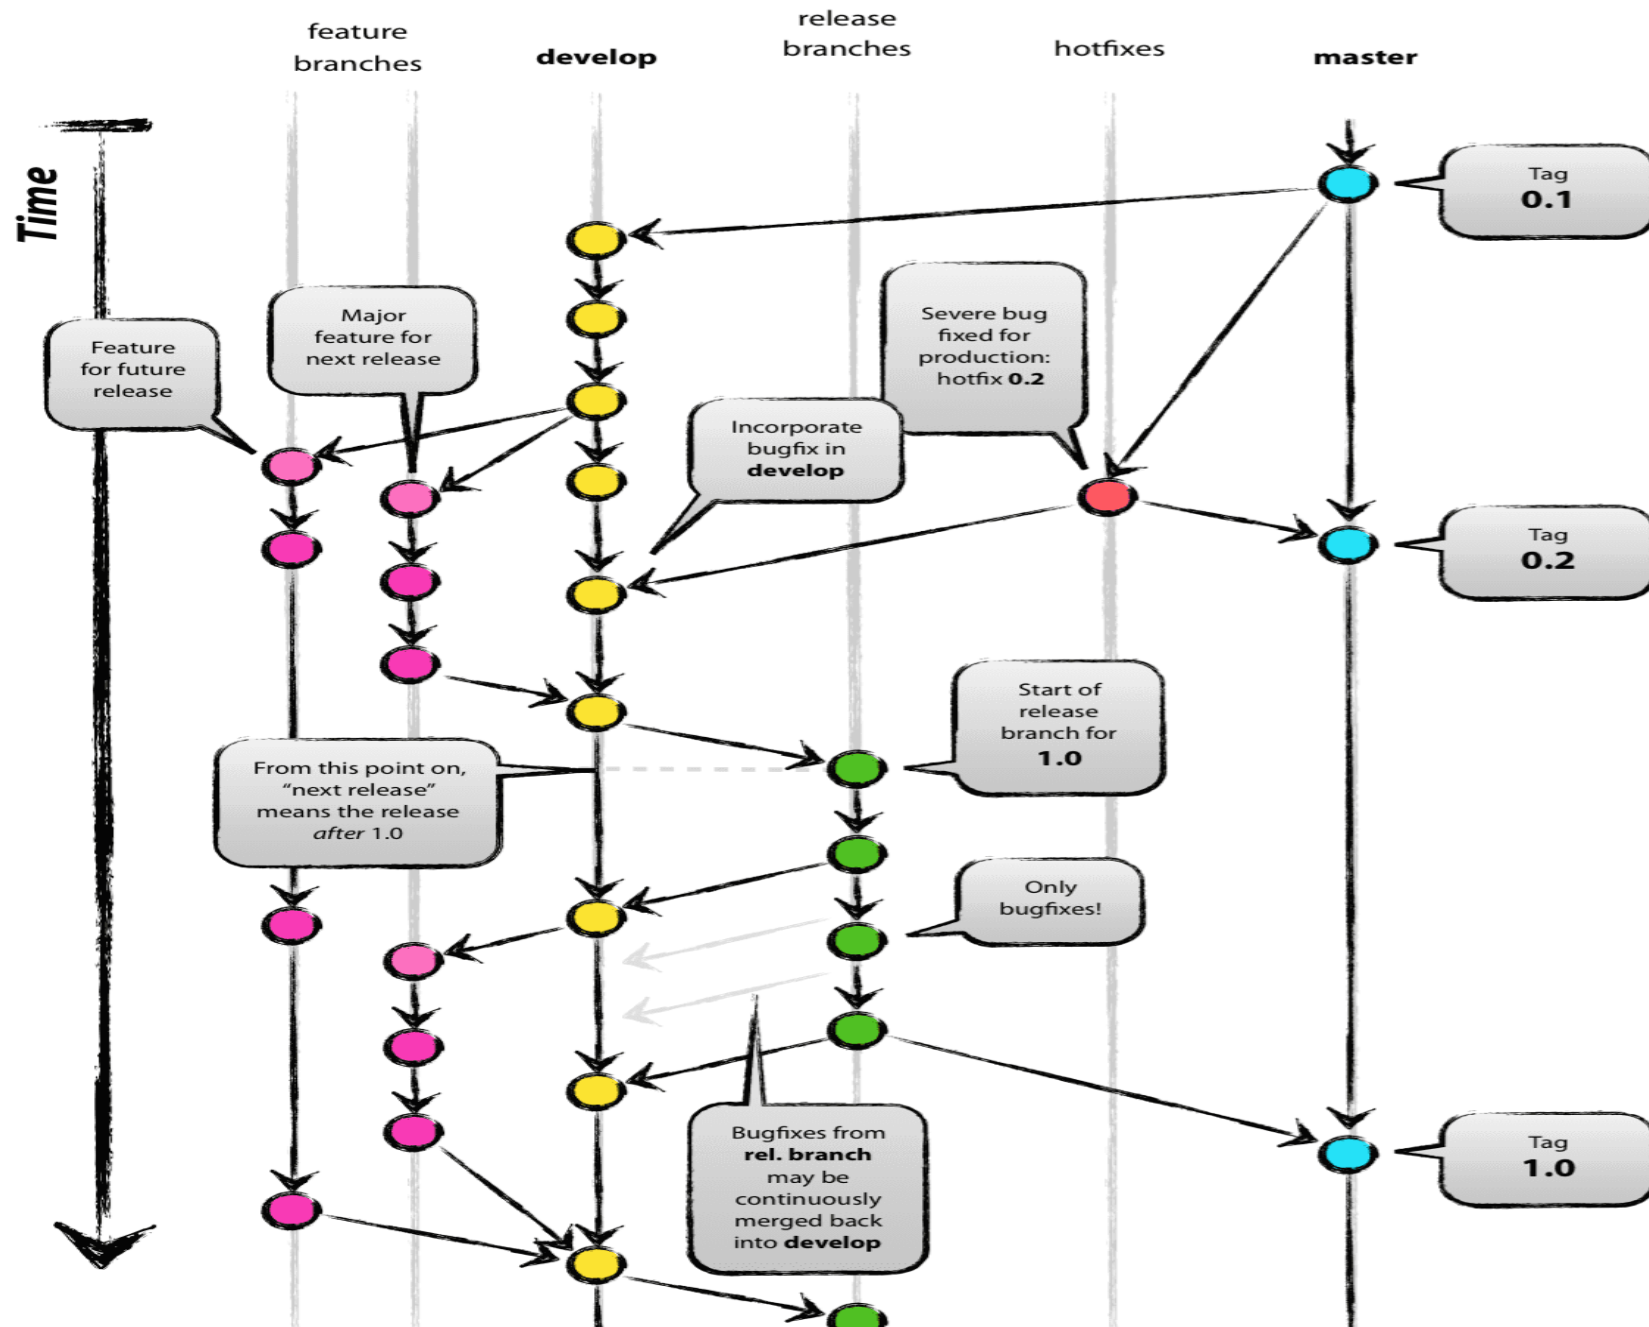 feature
branches
develop
release
branches
hotfixes
master
Time
Tag
0.1
Major
feature for
next release
Feature
for future
release
Severe bug
fixed for
production:
hotfix 0.2
Incorporate
bugfix in
develop
Tag
0.2
Start of
release
branch for
1.0
From this point on,
“next release”
means the release
after 1.0
Only
bugfixes!
Bugfixes from
rel. branch
may be
continuously
merged back
into develop
Tag
1.0